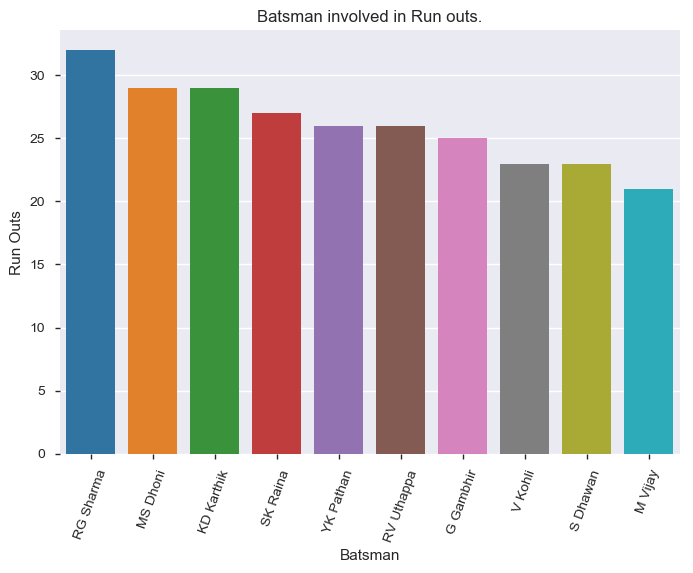 Batsman involved in Run outs.
Run Outs
30
25
20
15
10
5
0
RG Sharma
MS Dhoni
KD Karthik
SK Raina
YK Pathan
RV Uthappa
G Gambhir
V Kohli
S Dhawan
M Vijay
Batsman